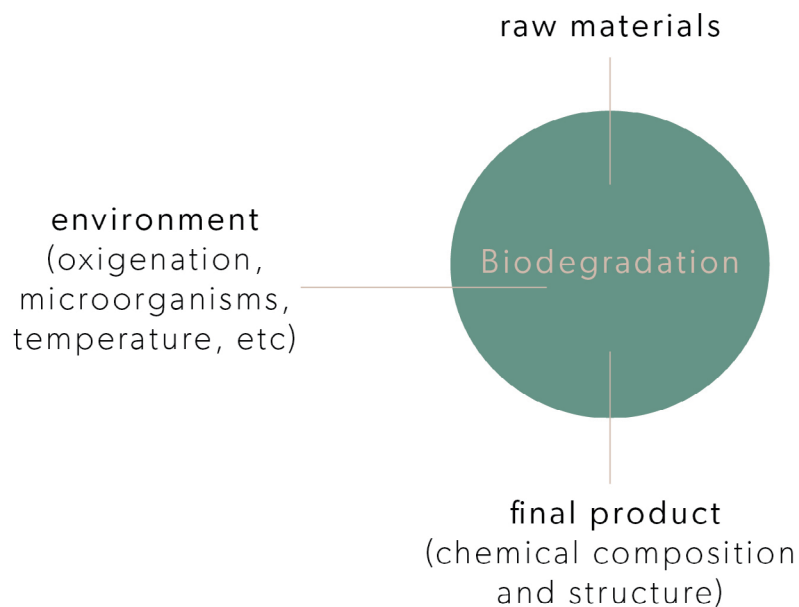 raw materials
environment
(oxigenation,
microorganisms,
temperature, etc)
Biodegradation
final product
(chemical composition
and structure)